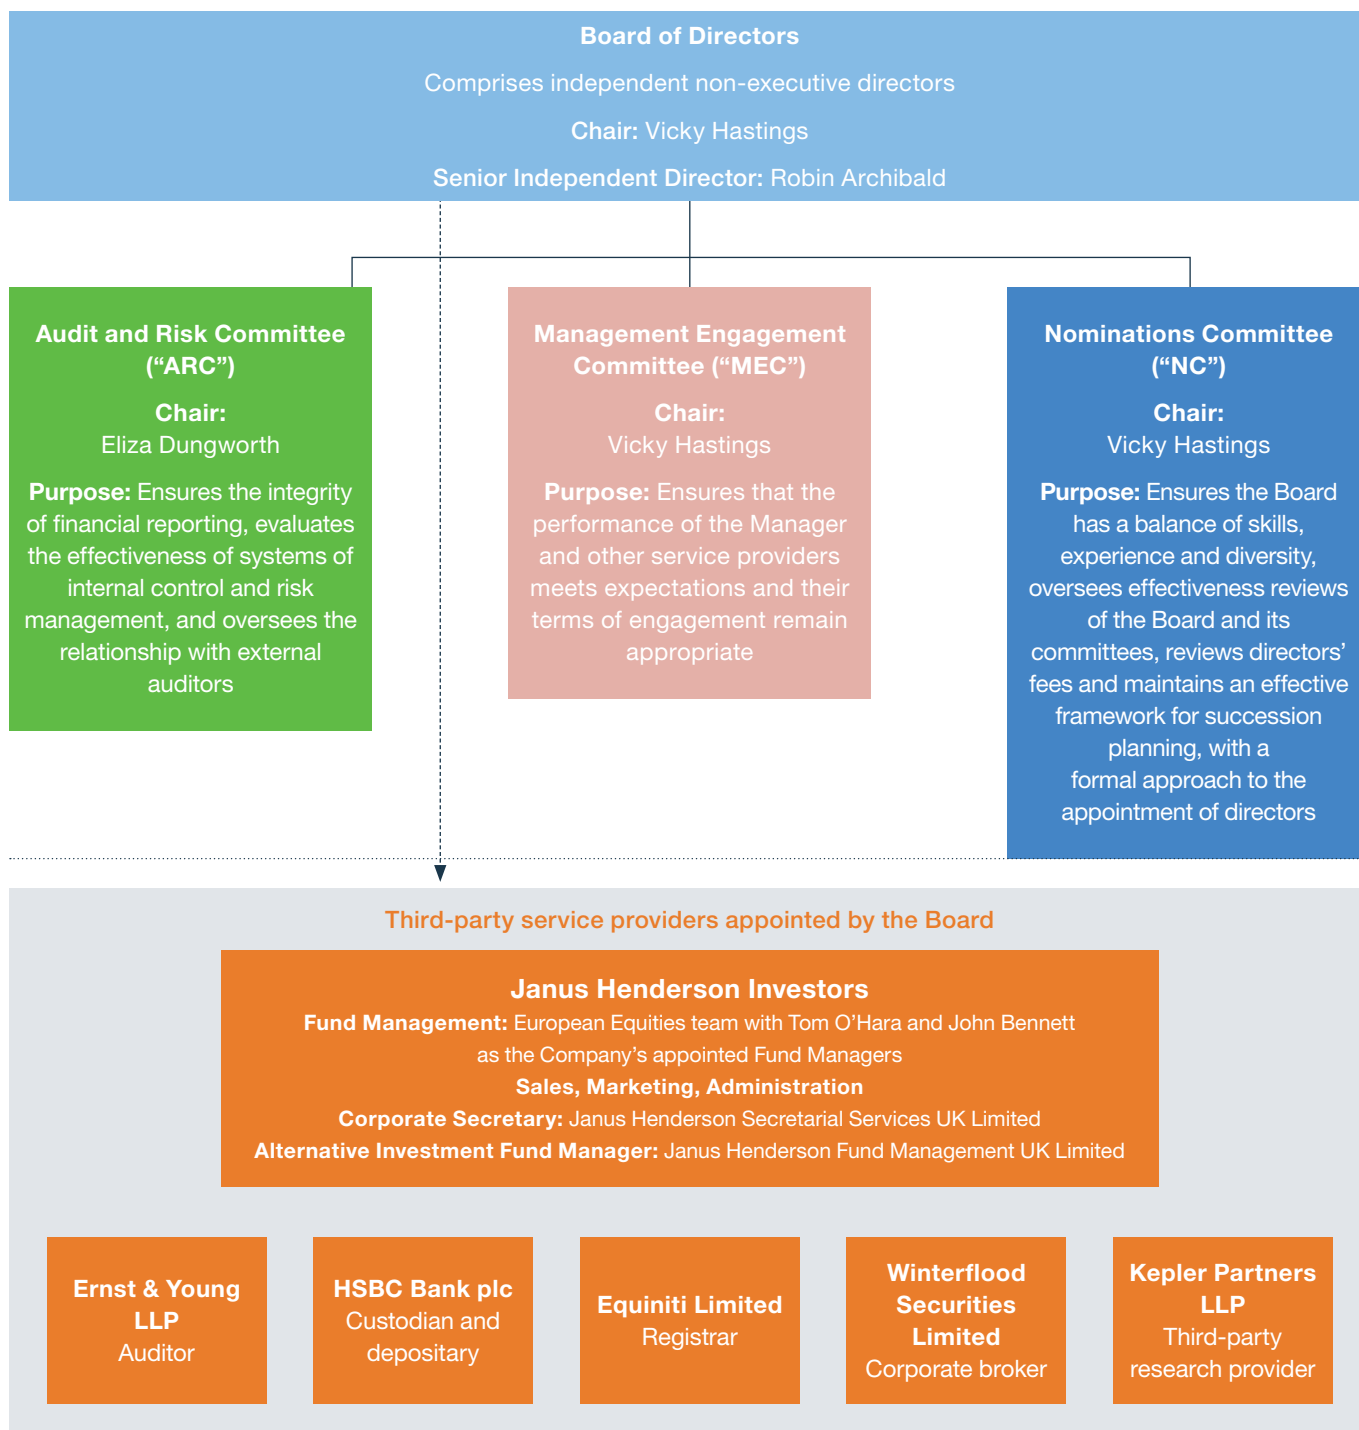 Board of Directors
Comprises independent non-executive directors
Chair: Vicky Hastings
Senior Independent Director: Robin Archibald
Audit and Risk Committee
(“ARC”)
Chair:
Eliza Dungworth
Purpose: Ensures the integrity
of financial reporting, evaluates
the effectiveness of systems of
internal control and risk
management, and oversees the
relationship with external
auditors
Management Engagement
Committee (“MEC”)
Chair:
Vicky Hastings
Purpose: Ensures that the
performance of the Manager
and other service providers
meets expectations and their
terms of engagement remain
appropriate
Nominations Committee
(“NC”)
Chair:
Vicky Hastings
Purpose: Ensures the Board
has a balance of skills,
experience and diversity,
oversees effectiveness reviews
of the Board and its
committees, reviews directors’
fees and maintains an effective
framework for succession
planning, with a
formal approach to the
appointment of directors
Third-party service providers appointed by the Board
Janus Henderson Investors
Fund Management: European Equities team with Tom O’Hara and John Bennett
as the Company’s appointed Fund Managers
Sales, Marketing, Administration
Corporate Secretary: Janus Henderson Secretarial Services UK Limited
Alternative Investment Fund Manager: Janus Henderson Fund Management UK Limited
Ernst & Young
LLP
Auditor
HSBC Bank plc
Custodian and
depositary
Equiniti Limited
Registrar
Winterflood
Securities
Limited
Corporate broker
Kepler Partners
LLP
Third-party
research provider